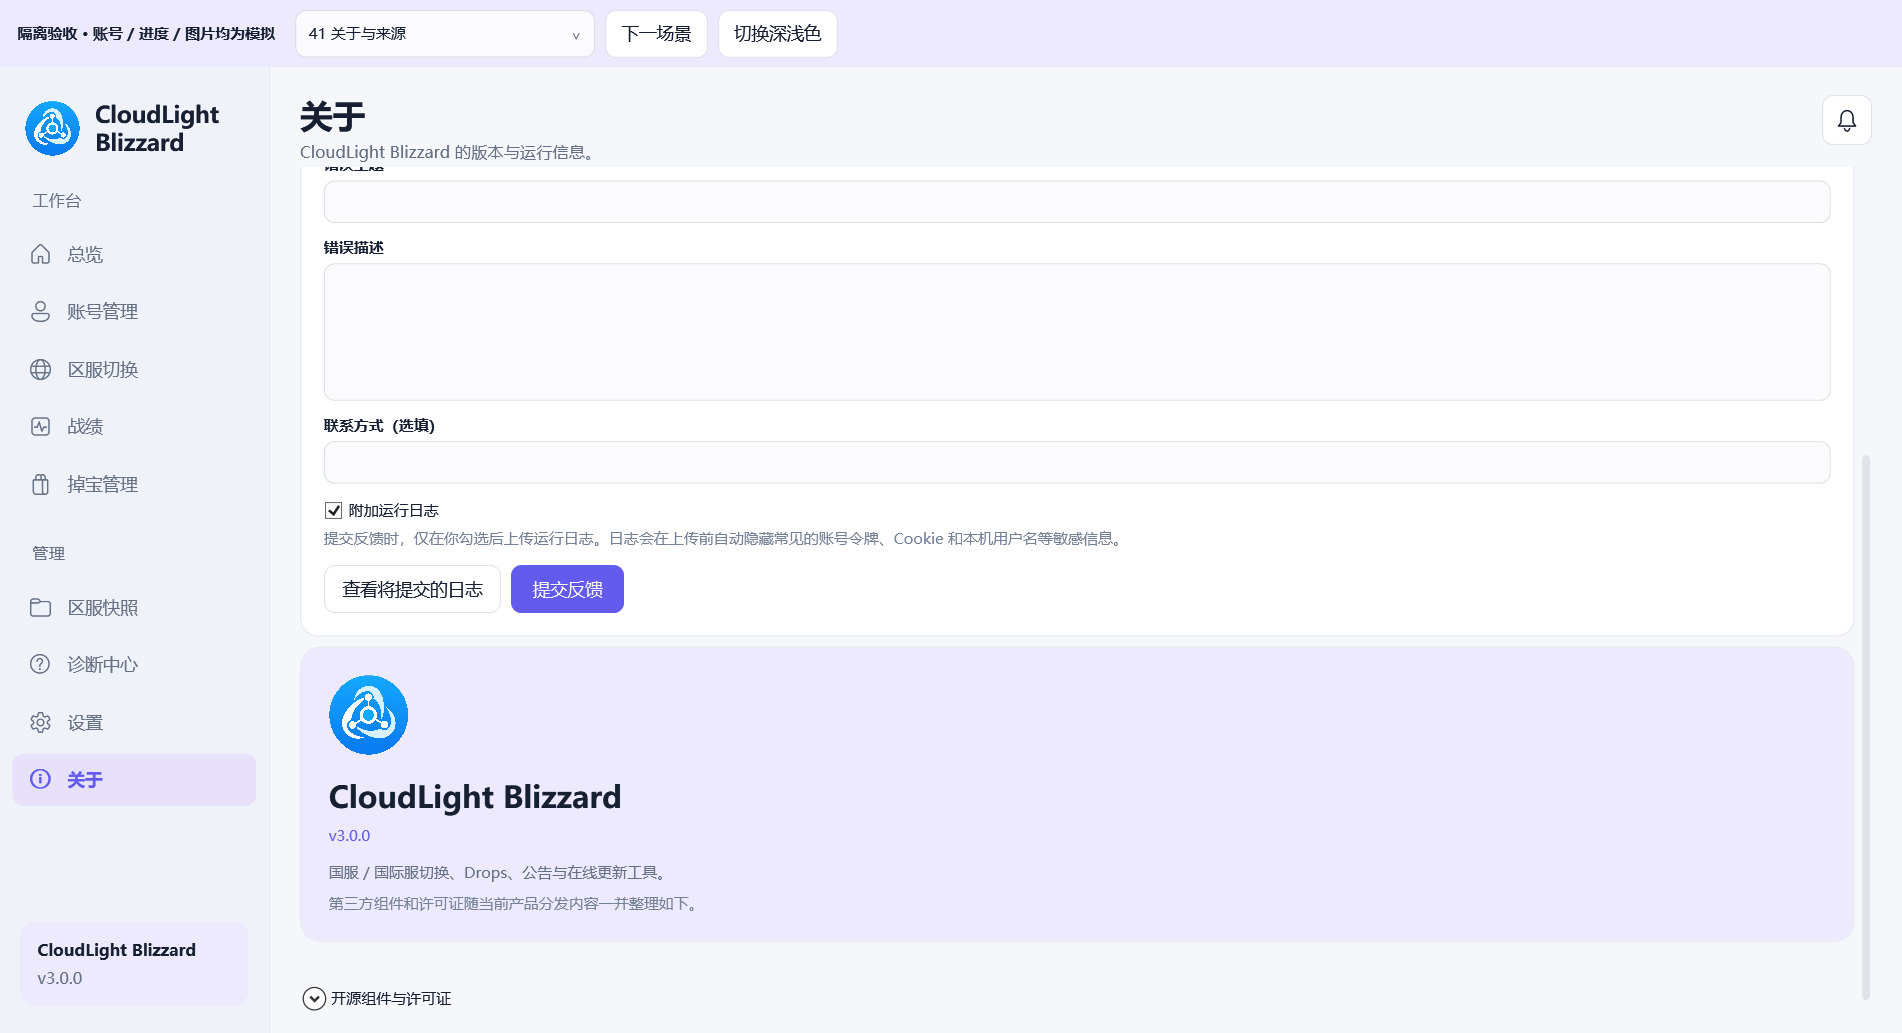 隔离验收 • 账号 / 进度 / 图片均为模拟
41 关于与来源
下一场景
切换深浅色
CloudLight
Blizzard
工作台
总览
账号管理
区服切换
战绩
掉宝管理
管理
区服快照
诊断中心
设置
关于
CloudLight Blizzard
v3.0.0
关于
CloudLight Blizzard 的版本与运行信息。
错误描述
联系方式（选填）
附加运行日志
提交反馈时，仅在你勾选后上传运行日志。日志会在上传前自动隐藏常见的账号令牌、Cookie 和本机用户名等敏感信息。
查看将提交的日志
提交反馈
CloudLight Blizzard
v3.0.0
国服 / 国际服切换、Drops、公告与在线更新工具。
第三方组件和许可证随当前产品分发内容一并整理如下。
开源组件与许可证